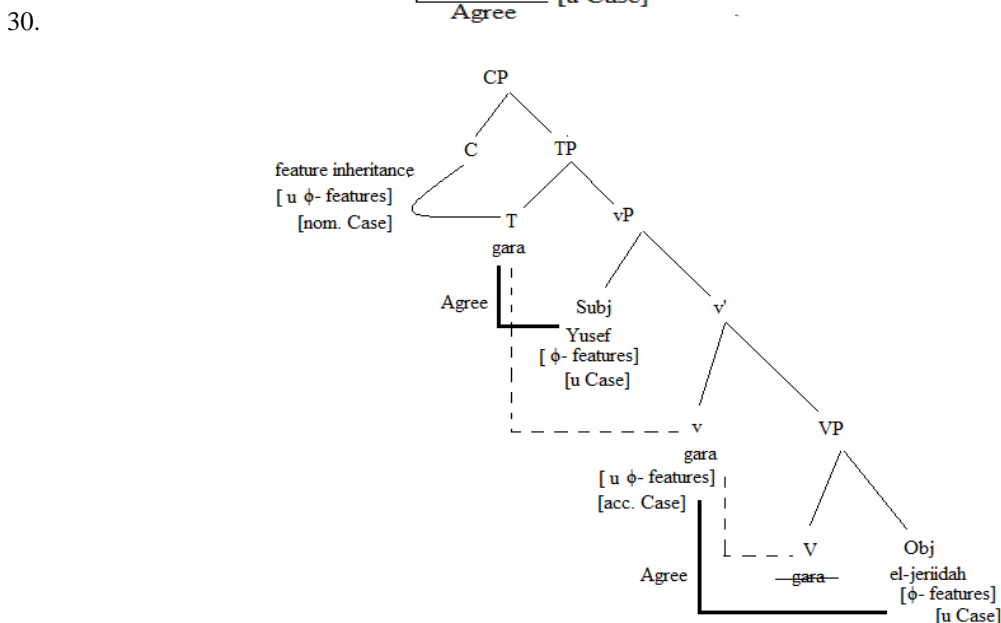 [u Case]
Agree
30.
CP
C TP
feature inheritance
[ u ϕ- features]
[nom. Case]
T vP
gara
Agree Subj v'
Yusef
[ ϕ- features]
[u Case]
v VP
gara
[ u ϕ- features]
[acc. Case]
V Obj
Agree gara el-jeriidah
[ϕ- features]
[u Case]